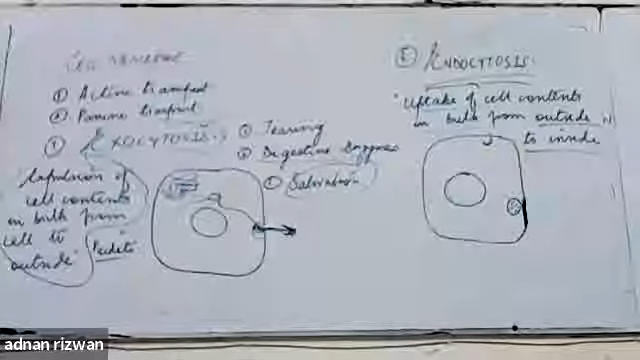 Cell membrane
① Active transport
② Passive transport
① EXOCYTOSIS:
Expulsion of
cell contents
in bulk from
cell to
outside
① Tearing
② Digestive Enzymes
③ Salivation
② ENDOCYTOSIS.
"uptake of cell contents
in bulk from outside
to inside
adnan rizwan